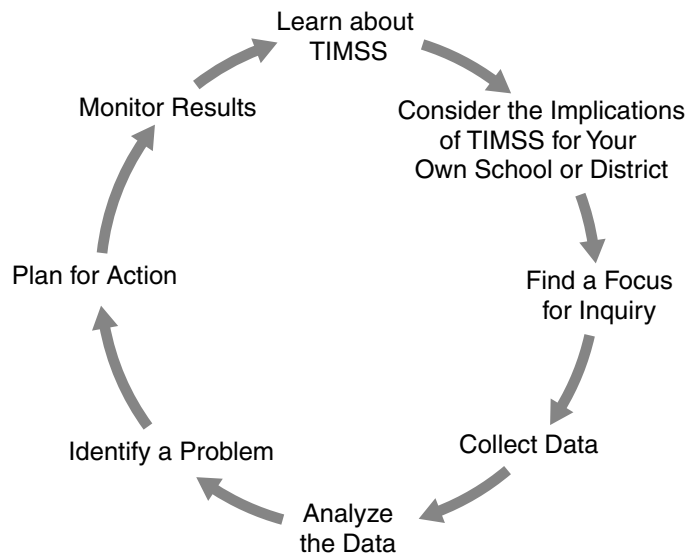 Learn about
TIMSS
Consider the Implications
of TIMSS for Your
Own School or District
Find a Focus
for Inquiry
Collect Data
Analyze
the Data
Identify a Problem
Plan for Action
Monitor Results